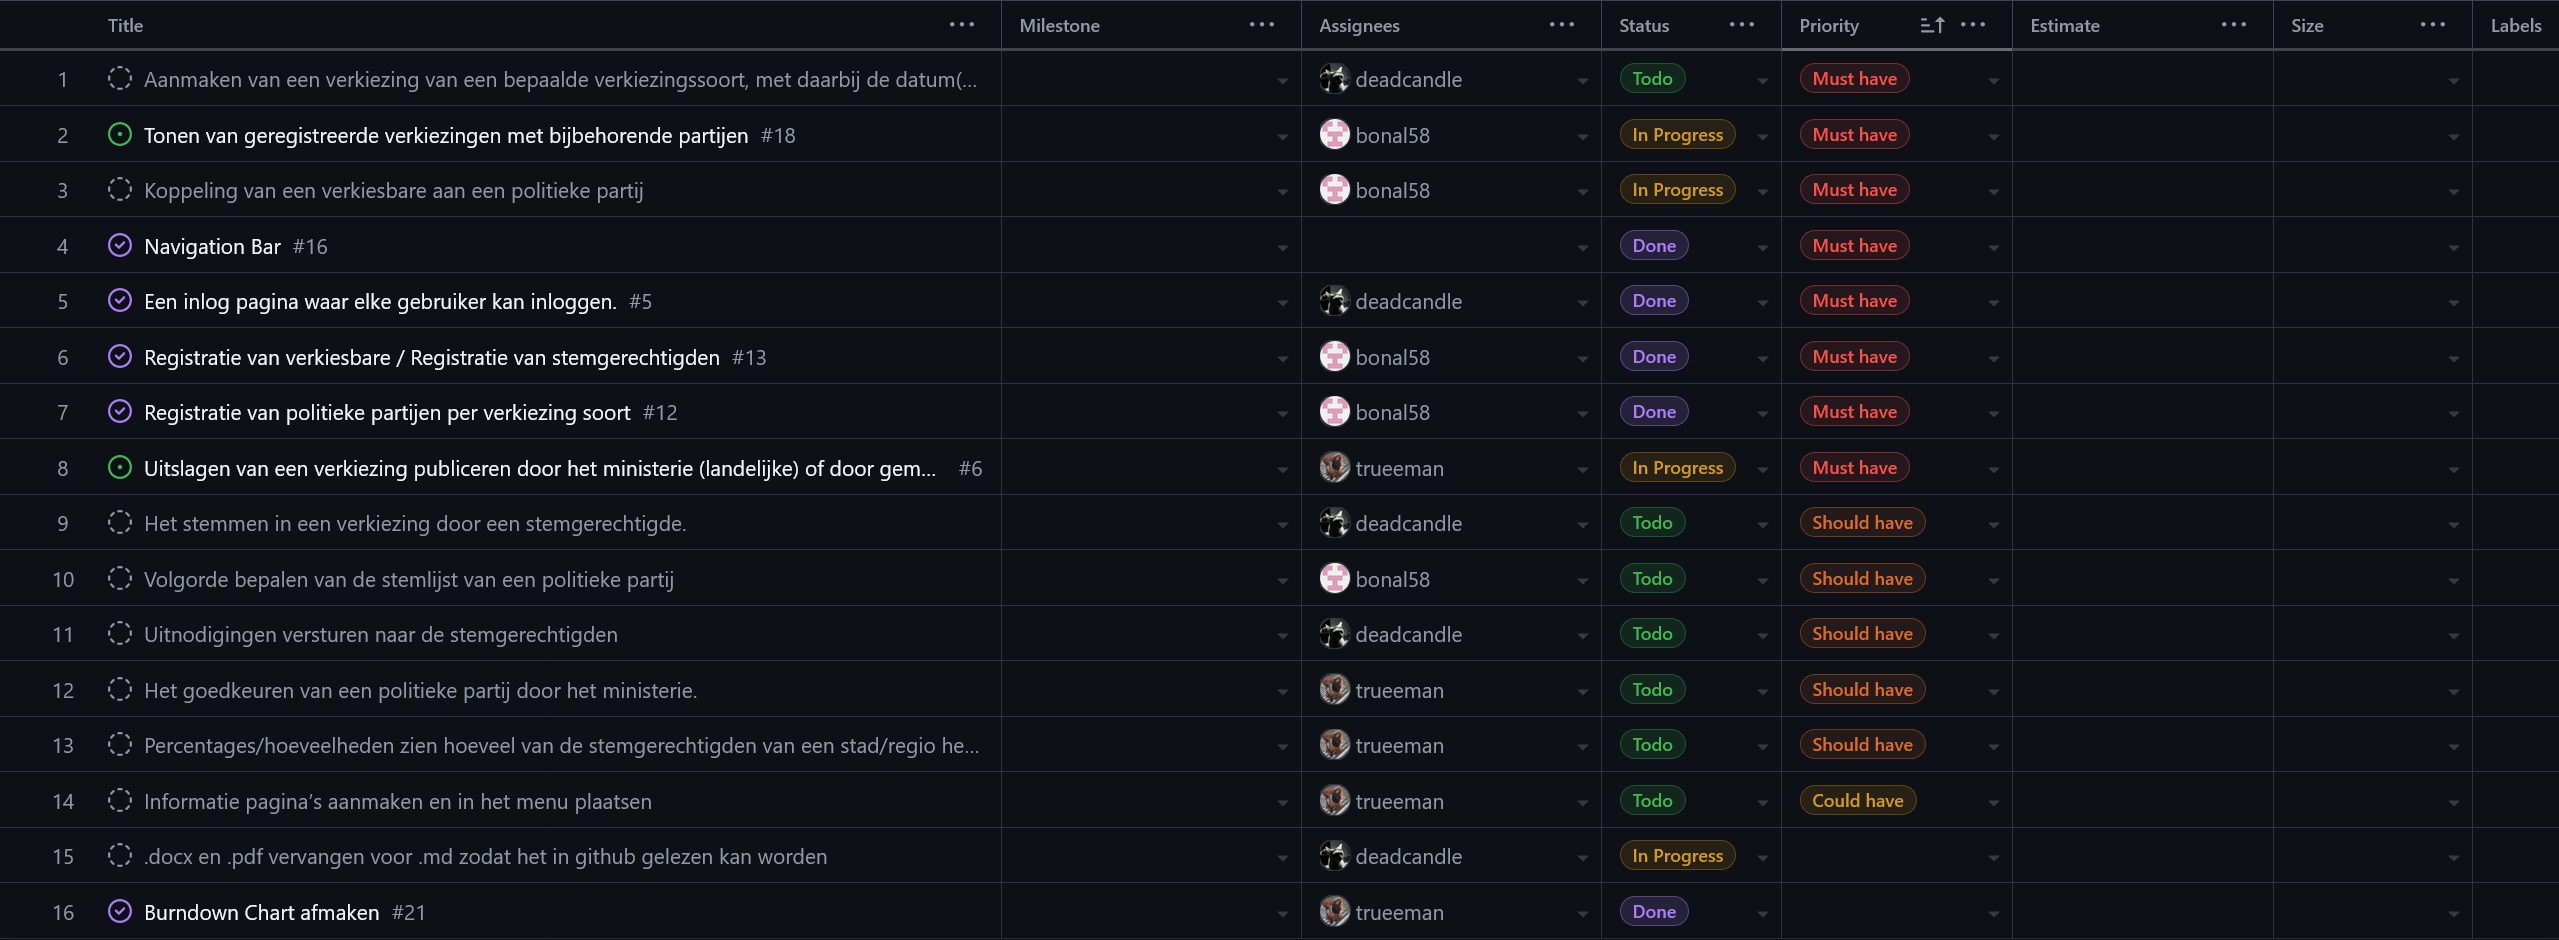 Title ... Milestone ... Assignees ... Status ... Priority ... Estimate ... Size ... Labels
1 Aanmaken van een verkiezing van een bepaalde verkiezingssoort, met daarbij de datum(... deadcandle Todo Must have
2 Tonen van geregistreerde verkiezingen met bijbehorende partijen #18 bonal58 In Progress Must have
3 Koppeling van een verkiesbare aan een politieke partij bonal58 In Progress Must have
4 Navigation Bar #16 Done Must have
5 Een inlog pagina waar elke gebruiker kan inloggen. #5 deadcandle Done Must have
6 Registratie van verkiesbare / Registratie van stemgerechtigden #13 bonal58 Done Must have
7 Registratie van politieke partijen per verkiezing soort #12 bonal58 Done Must have
8 Uitslagen van een verkiezing publiceren door het ministerie (landelijke) of door gem... #6 trueeman In Progress Must have
9 Het stemmen in een verkiezing door een stemgerechtigde. deadcandle Todo Should have
10 Volgorde bepalen van de stemlijst van een politieke partij bonal58 Todo Should have
11 Uitnodigingen versturen naar de stemgerechtigden deadcandle Todo Should have
12 Het goedkeuren van een politieke partij door het ministerie. trueeman Todo Should have
13 Percentages/hoeveelheden zien hoeveel van de stemgerechtigden van een stad/regio he... trueeman Todo Should have
14 Informatie pagina’s aanmaken en in het menu plaatsen trueeman Todo Could have
15 .docx en .pdf vervangen voor .md zodat het in github gelezen kan worden deadcandle In Progress
16 Burndown Chart afmaken #21 trueeman Done